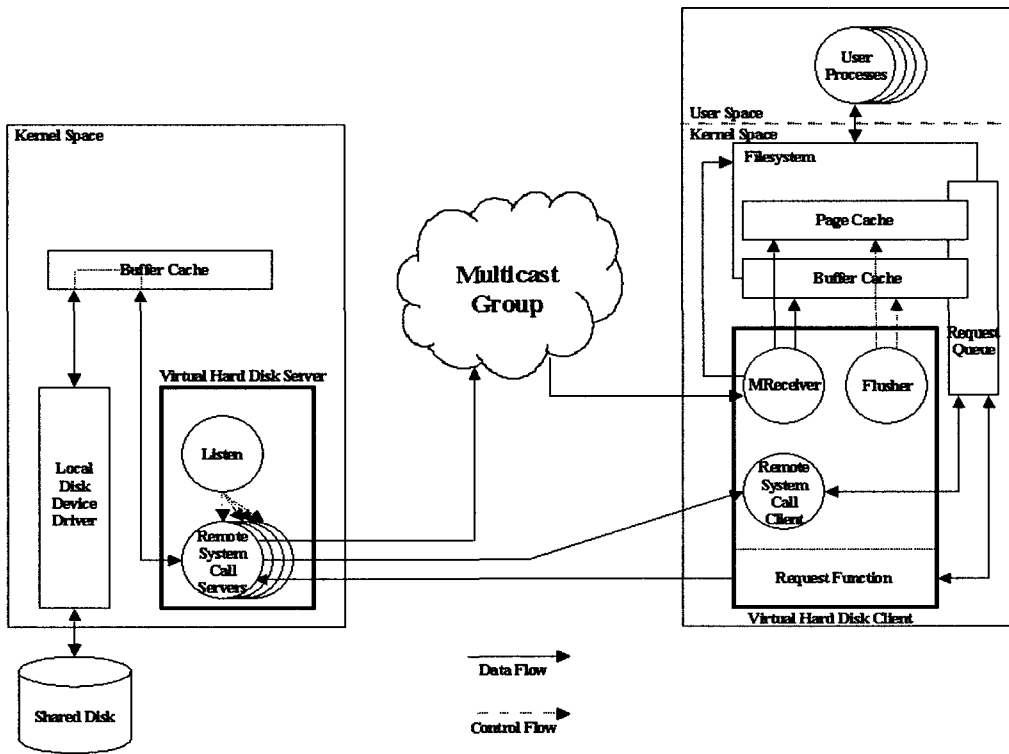 User
Processes
User Space
Kernel Space
Kernel Space
Filesystem
Page Cache
Buffer Cache
Buffer Cache
Multicast
Group
Request
Queue
Virtual Hard Disk Server
MReceiver
Flusher
Listen
Local
Disk
Device
Driver
Remote
System
Call
Client
Remote
System
Call
Servers
Request Function
Virtual Hard Disk Client
Data Flow
Shared Disk
Control Flow